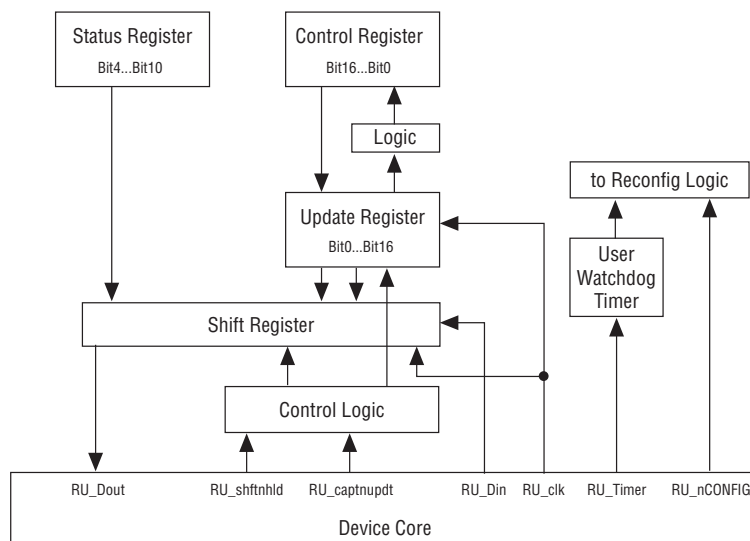 Status Register
Bit4...Bit10
Control Register
Bit16...Bit0
Logic
to Reconfig Logic
Update Register
Bit0...Bit16
User
Watchdog
Timer
Shift Register
Control Logic
RU_Dout
RU_shftnhld
RU_captnupdt
RU_Din
RU_clk
RU_Timer
RU_nCONFIG
Device Core